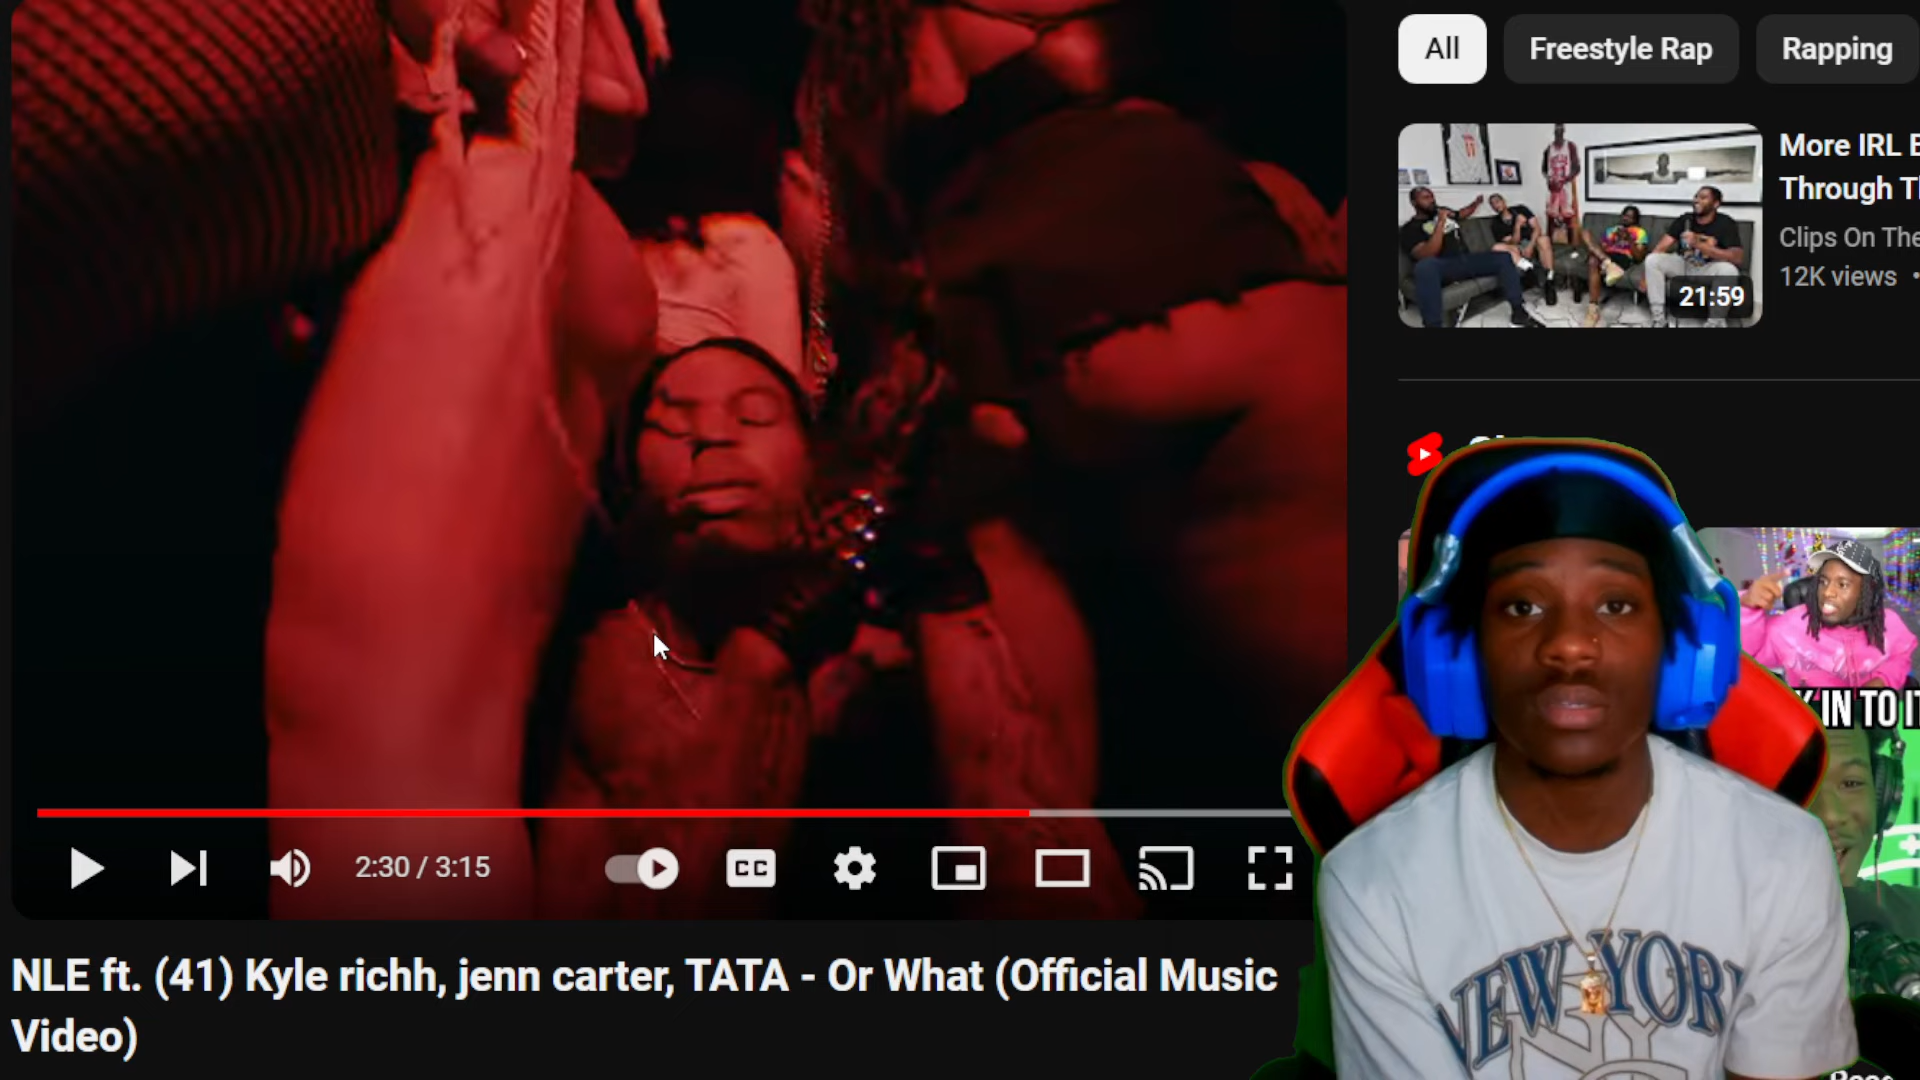 All
Freestyle Rap
Rapping
More IRL
Through
Clips On The
12K views •
21:59
IN TO
2:30 / 3:15
CC
NLE ft. (41) Kyle richh, jenn carter, TATA - Or What (Official Music
Video)
NEW YORK